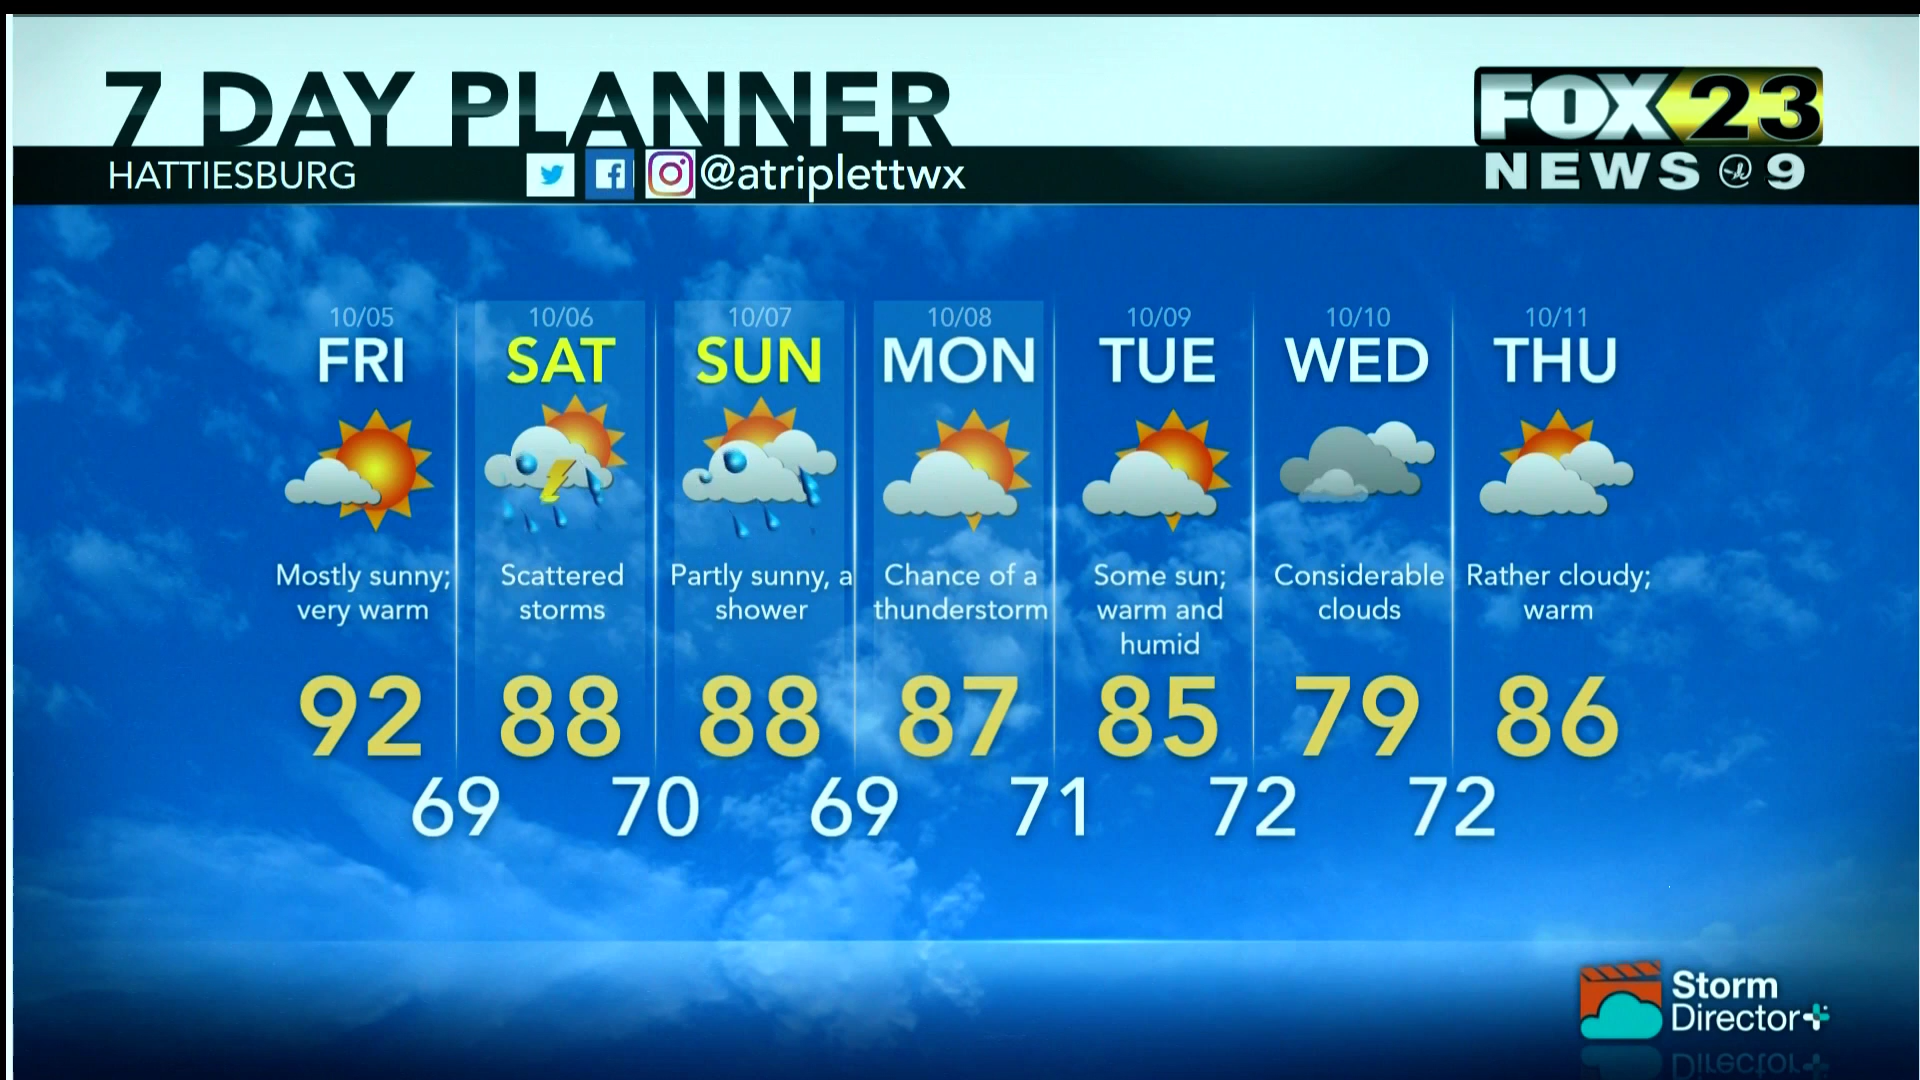 7 DAY PLANNER
HATTIESBURG
@atriplettwx
FOX 23
NEWS @ 9
10/05 10/06 10/07 10/08 10/09 10/10 10/11
FRI SAT SUN MON TUE WED THU
Mostly sunny; Scattered Partly sunny, a Chance of a Some sun; Considerable Rather cloudy;
very warm storms shower thunderstorm warm and clouds warm
humid
92 88 88 87 85 79 86
69 70 69 71 72 72
Storm
Director+